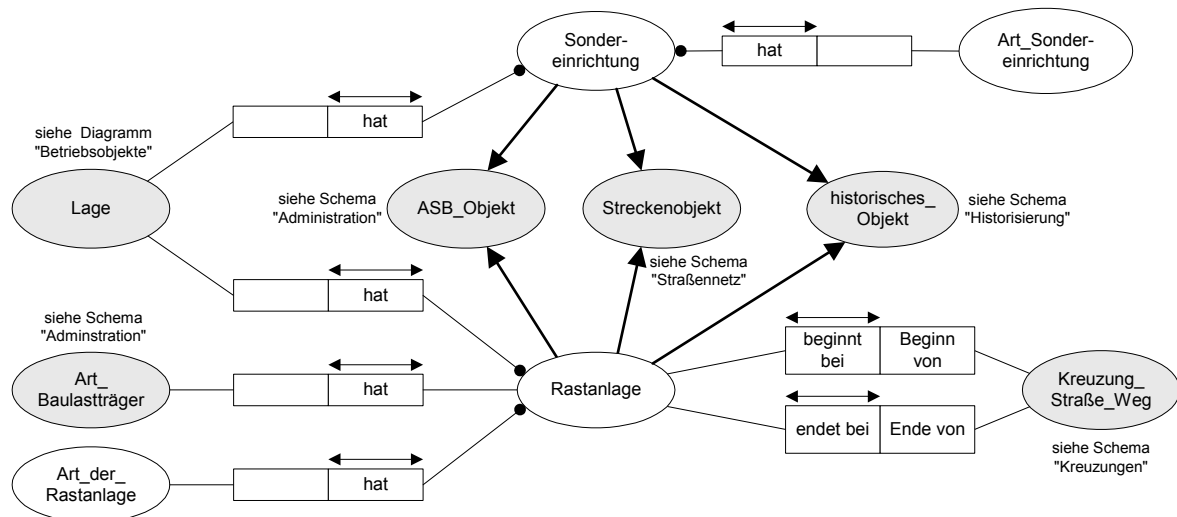 Sonder-
einrichtung
hat
Art_Sonder-
einrichtung
hat
siehe Diagramm
"Betriebsobjekte"
Lage
siehe Schema
"Administration"
ASB_Objekt
Streckenobjekt
historisches_
Objekt
siehe Schema
"Historisierung"
siehe Schema
"Straßennetz"
hat
siehe Schema
"Adminstration"
Art_
Baulastträger
hat
Rastanlage
beginnt
bei
Beginn
von
endet bei
Ende von
Kreuzung_
Straße_Weg
siehe Schema
"Kreuzungen"
Art_der_
Rastanlage
hat